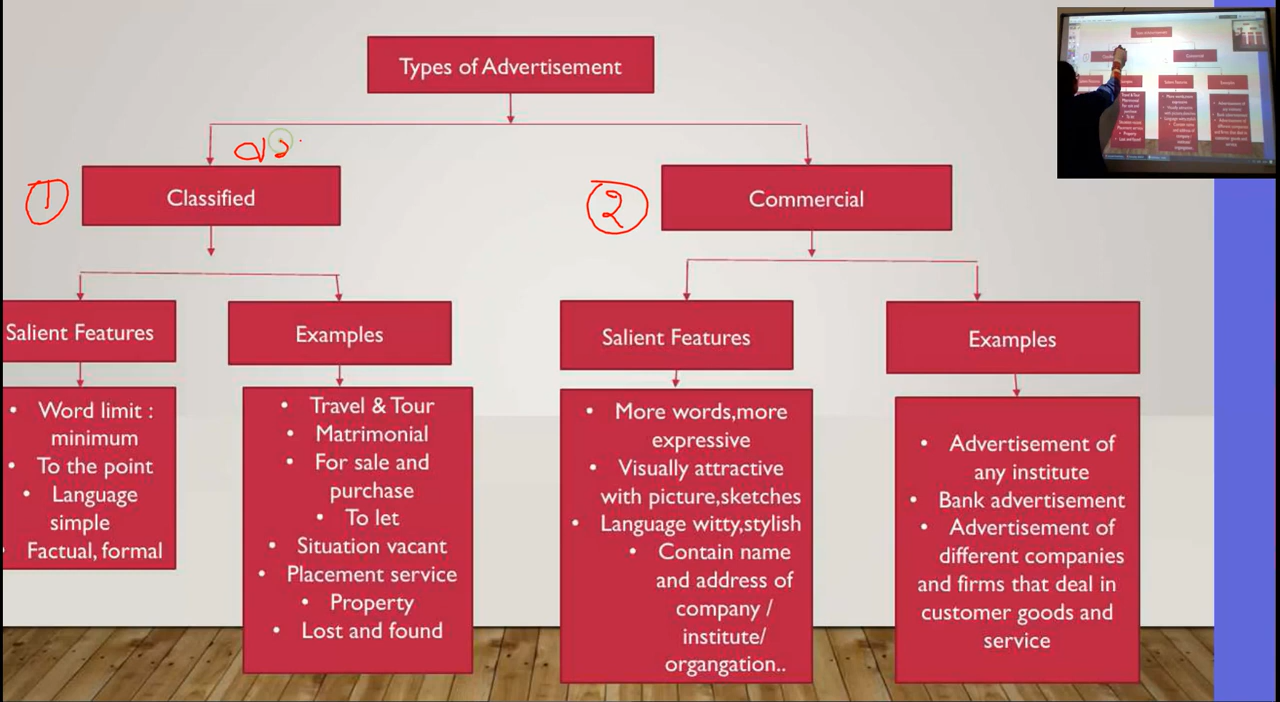 Types of Advertisement
1
Classified
2
Commercial
Salient Features
Examples
Salient Features
Examples
• Word limit :
minimum
• To the point
• Language
simple
• Factual, formal
• Travel & Tour
• Matrimonial
• For sale and
purchase
• To let
• Situation vacant
• Placement service
• Property
• Lost and found
• More words,more
expressive
• Visually attractive
with picture,sketches
• Language witty,stylish
• Contain name
and address of
company /
institute/
organgation..
• Advertisement of
any institute
• Bank advertisement
• Advertisement of
different companies
and firms that deal in
customer goods and
service